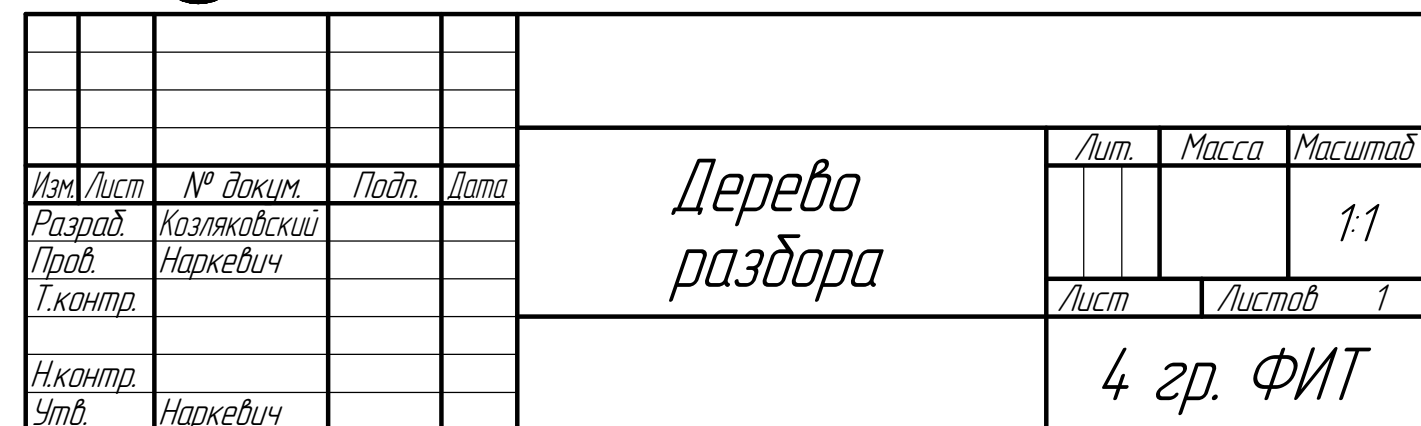 Изм. Лист № докум. Подп. Дата
Разраб. Козляковский
Пров. Наркевич
Т.контр.
Н.контр.
Утв. Наркевич
Дерево
разбора
Лит. Масса Масштаб
1:1
Лист Листов 1
4 гр. ФИТ